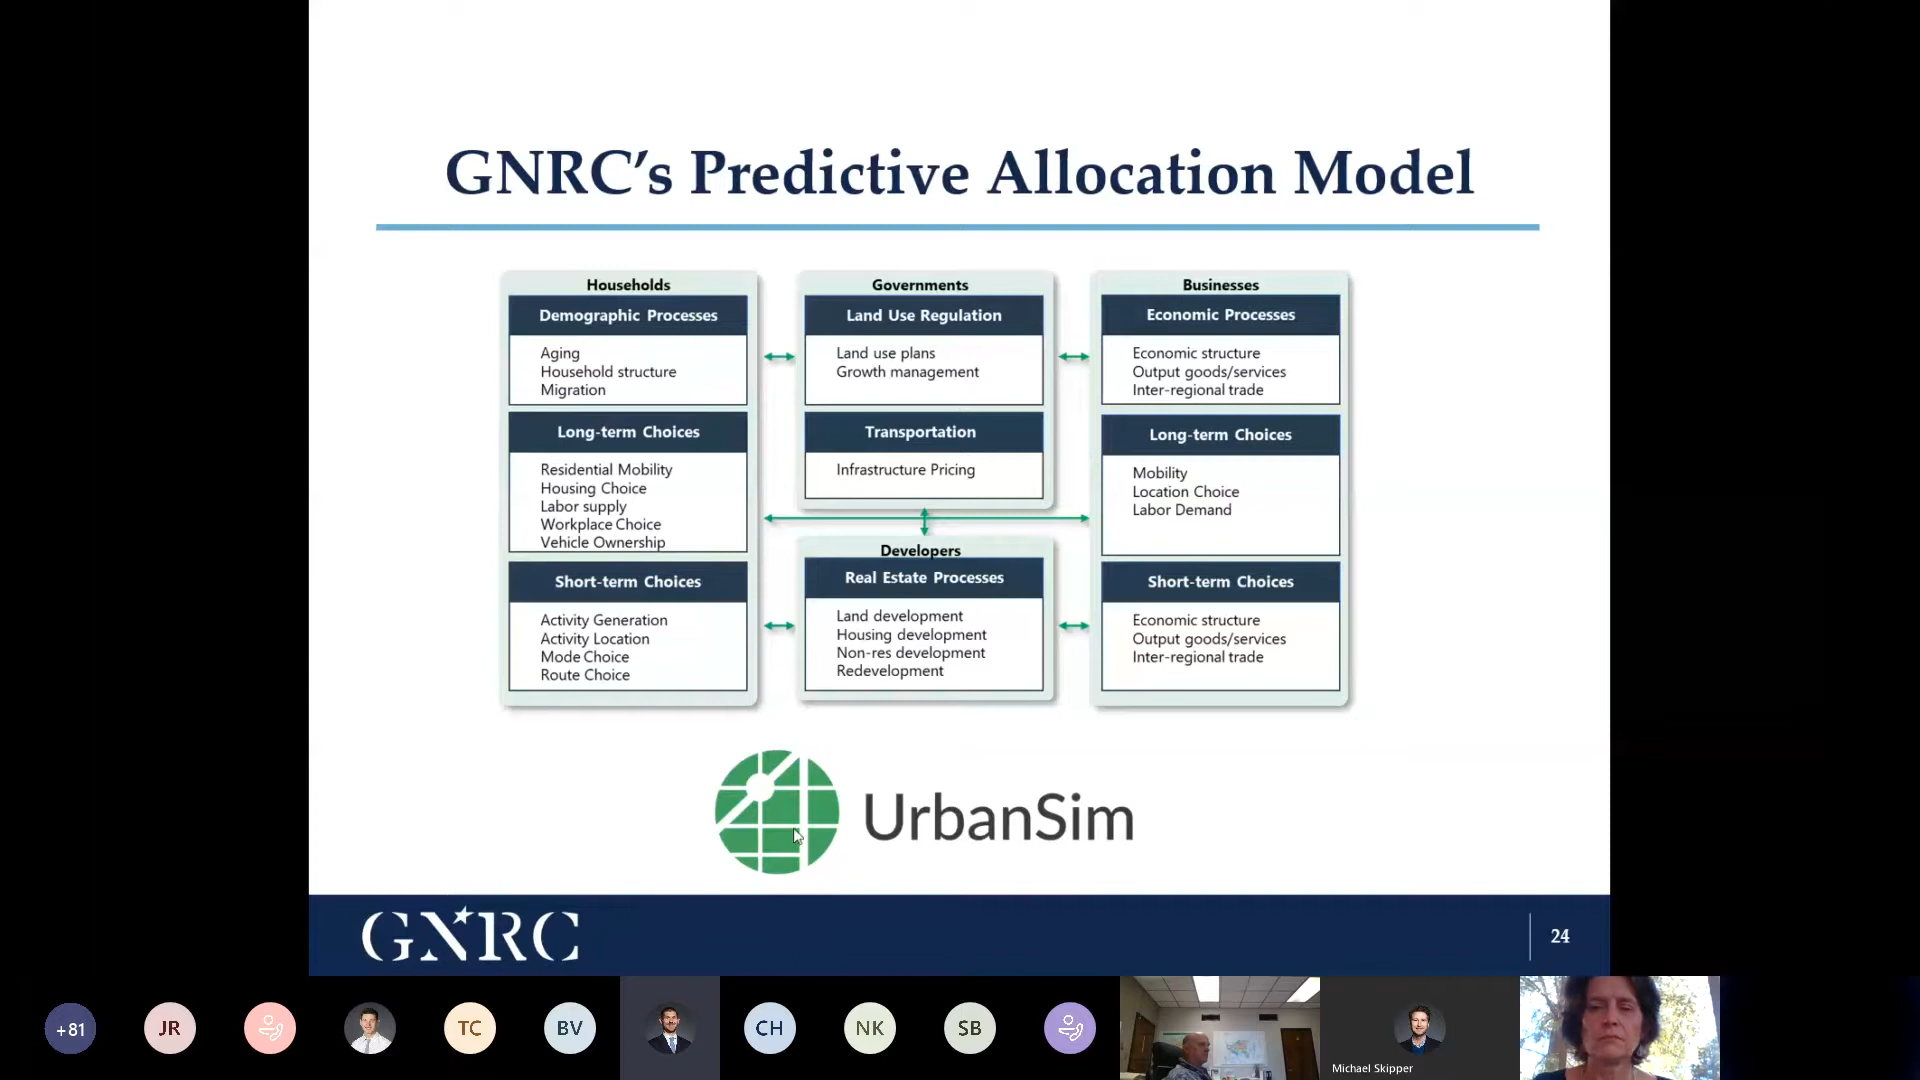 GNRC’s Predictive Allocation Model
Households
Demographic Processes
Aging
Household structure
Migration
Long-term Choices
Residential Mobility
Housing Choice
Labor supply
Workplace Choice
Vehicle Ownership
Short-term Choices
Activity Generation
Activity Location
Mode Choice
Route Choice
Governments
Land Use Regulation
Land use plans
Growth management
Transportation
Infrastructure Pricing
Developers
Real Estate Processes
Land development
Housing development
Non-res development
Redevelopment
Businesses
Economic Processes
Economic structure
Output goods/services
Inter-regional trade
Long-term Choices
Mobility
Location Choice
Labor Demand
Short-term Choices
Economic structure
Output goods/services
Inter-regional trade
UrbanSim
GNRC
24
+81
JR
TC
BV
CH
NK
SB
Michael Skipper